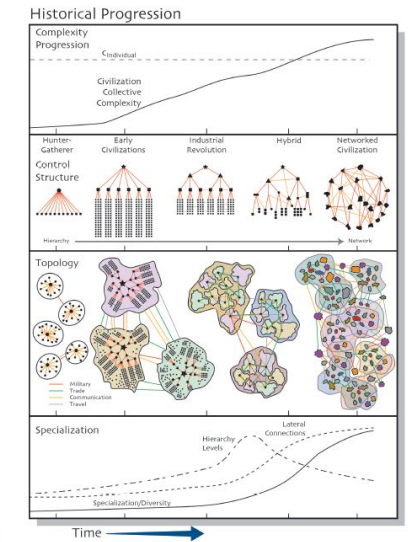 Historical Progression
Complexity
Progression
CIndividual
Civilization
Collective
Complexity
Hunter-
Gatherer
Early
Civilizations
Industrial
Revolution
Hybrid
Networked
Civilization
Control
Structure
Hierarchy
Network
Topology
Military
Trade
Communication
Travel
Specialization
Hierarchy
Levels
Lateral
Connections
Specialization/Diversity
Time